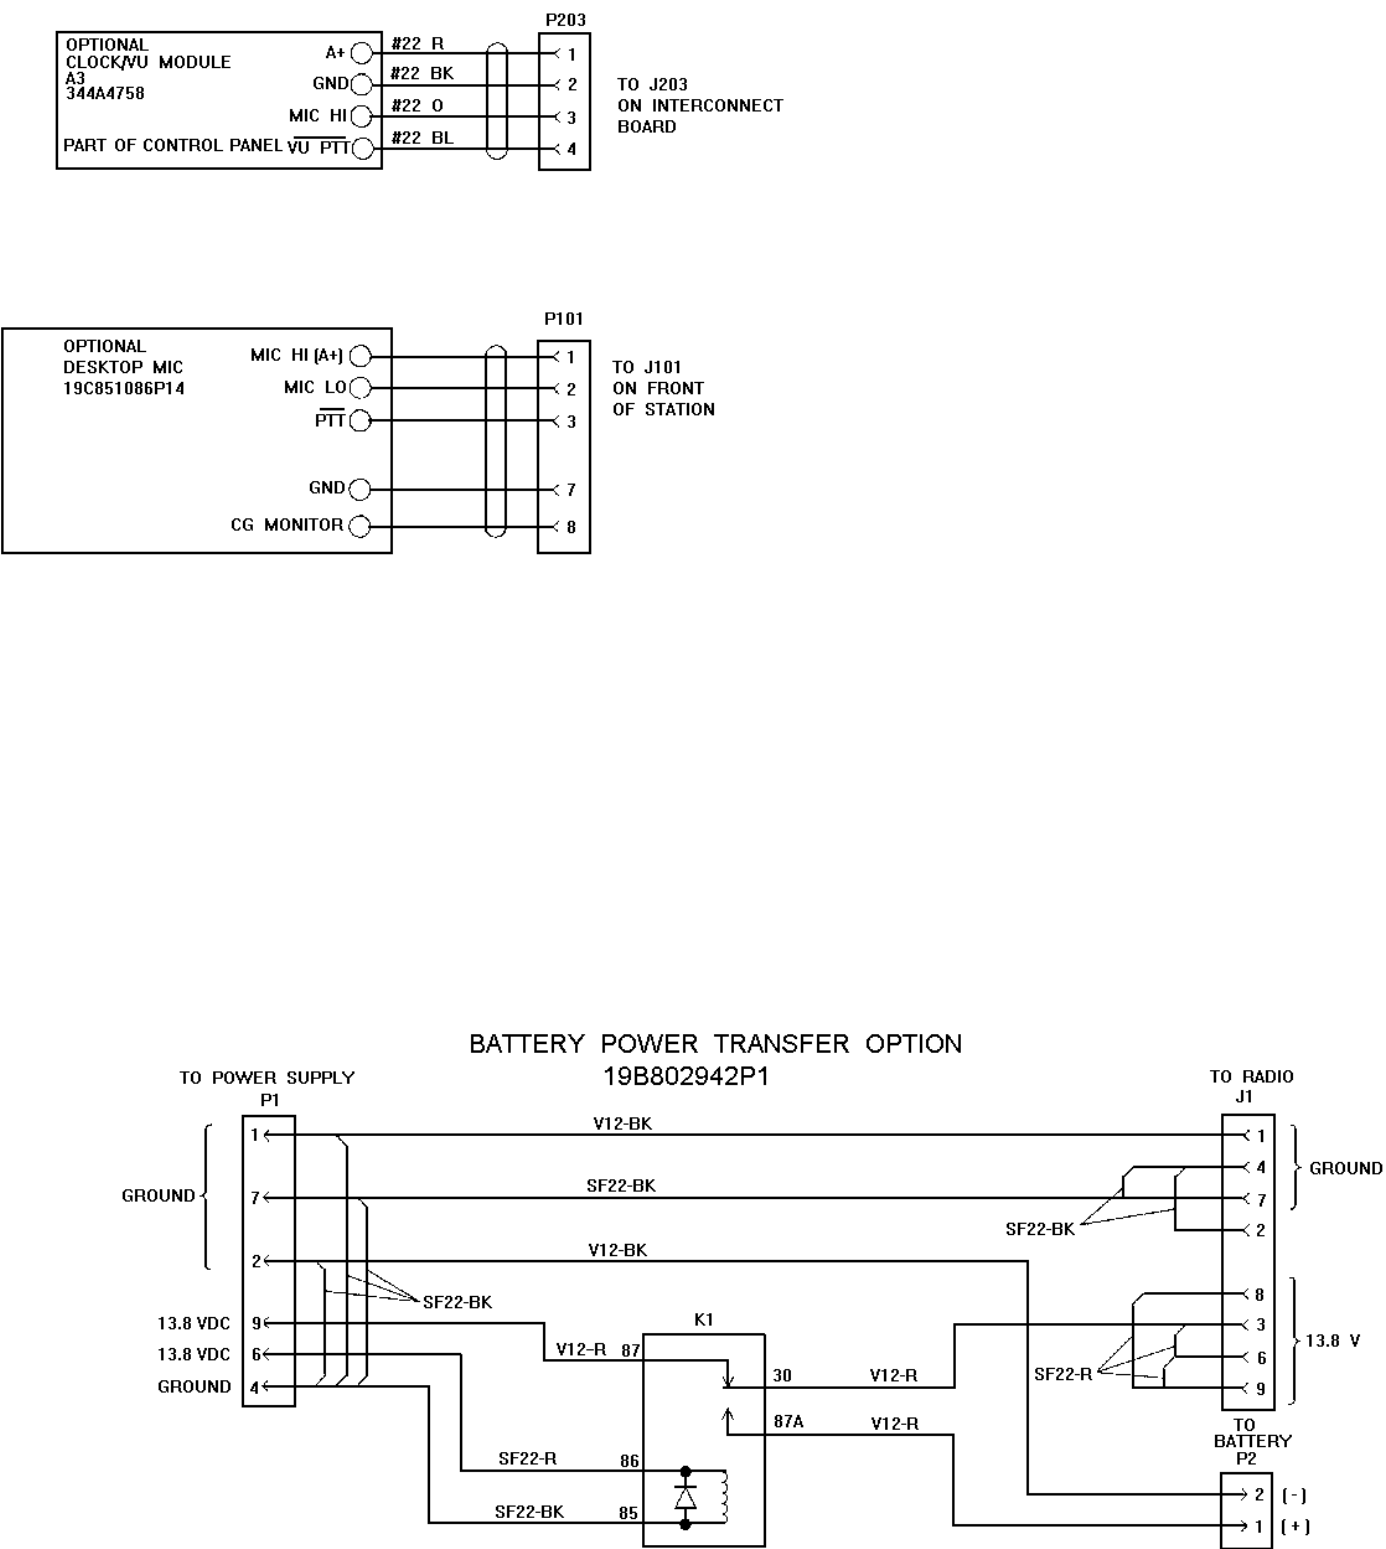 P203
OPTIONAL
CLOCK/VU MODULE
A3
344A4758
PART OF CONTROL PANEL
A+
GND
MIC HI
VU PTT
#22 R
#22 BK
#22 O
#22 BL
1
2
3
4
TO J203
ON INTERCONNECT
BOARD
P101
OPTIONAL
DESKTOP MIC
19C851086P14
MIC HI (A+)
MIC LO
PTT
GND
CG MONITOR
1
2
3
7
8
TO J101
ON FRONT
OF STATION
BATTERY POWER TRANSFER OPTION
19B802942P1
TO POWER SUPPLY
P1
GROUND
1
7
2
13.8 VDC 9
13.8 VDC 6
GROUND 4
V12-BK
SF22-BK
V12-BK
SF22-BK
V12-R 87
K1
30 V12-R
87A V12-R
SF22-R 86
SF22-BK 85
TO RADIO
J1
1
4
7
2
GROUND
SF22-BK
8
3
6
9
13.8 V
SF22-R
TO
BATTERY
P2
2 (-)
1 (+)